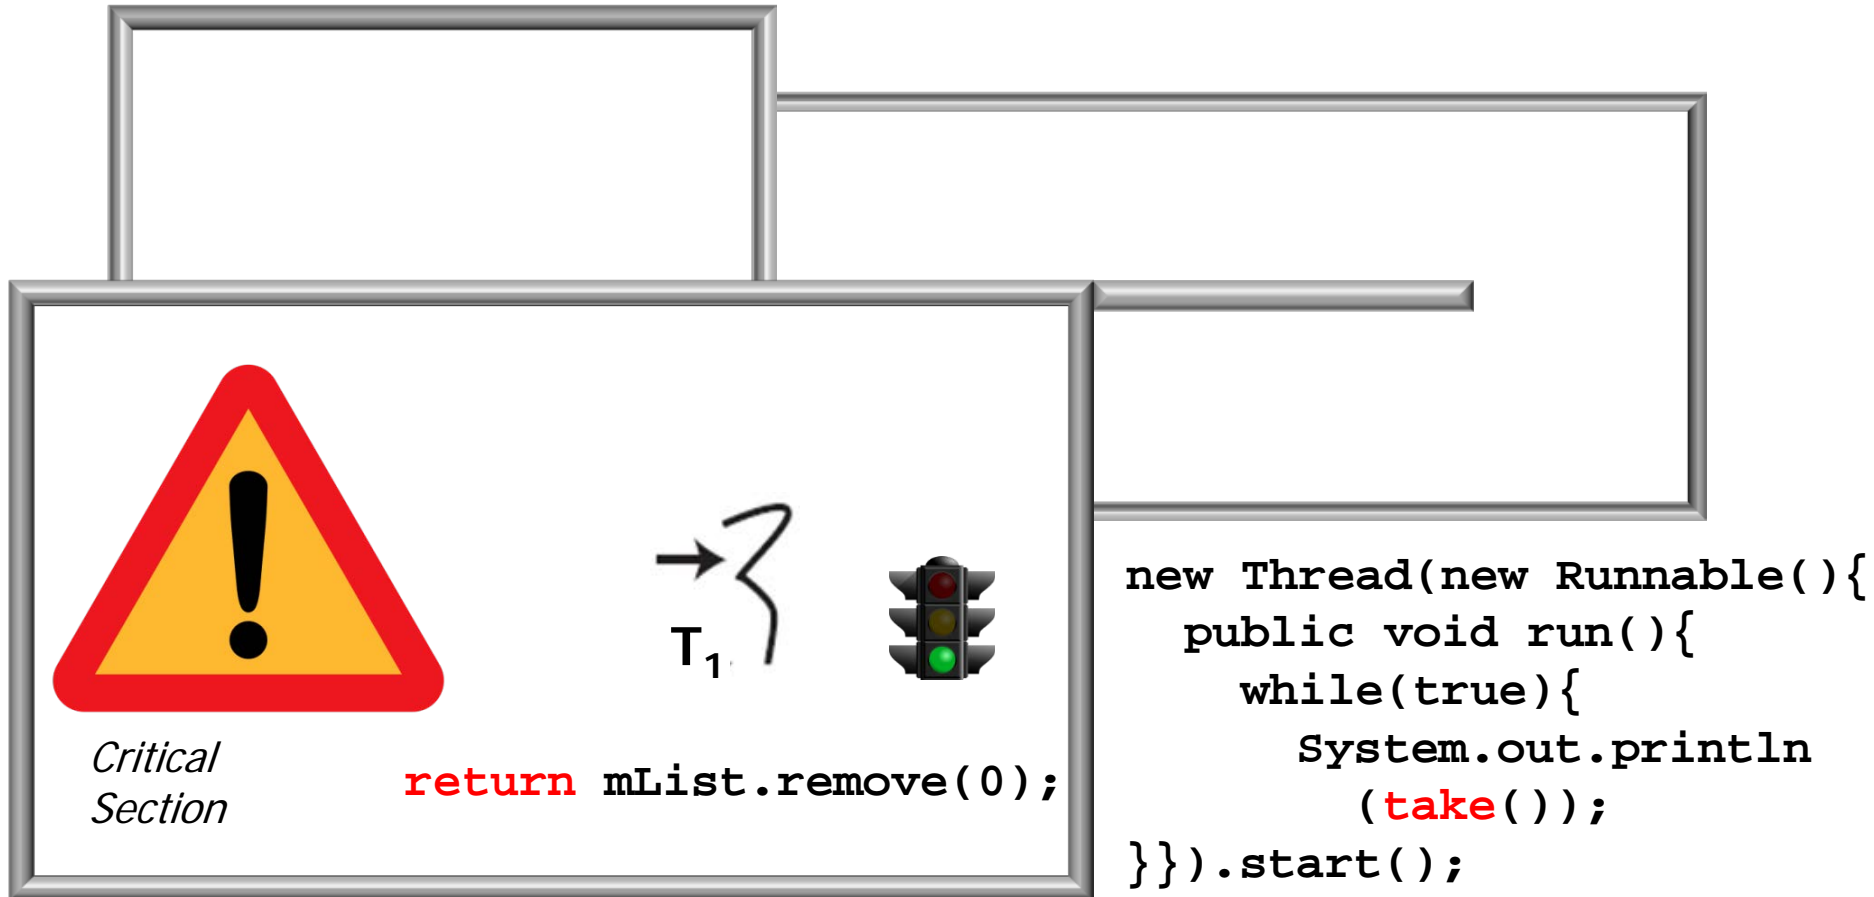 T₁
Critical
Section
return mList.remove(0);
new Thread(new Runnable(){
public void run(){
while(true){
System.out.println
(take());
}}).start();